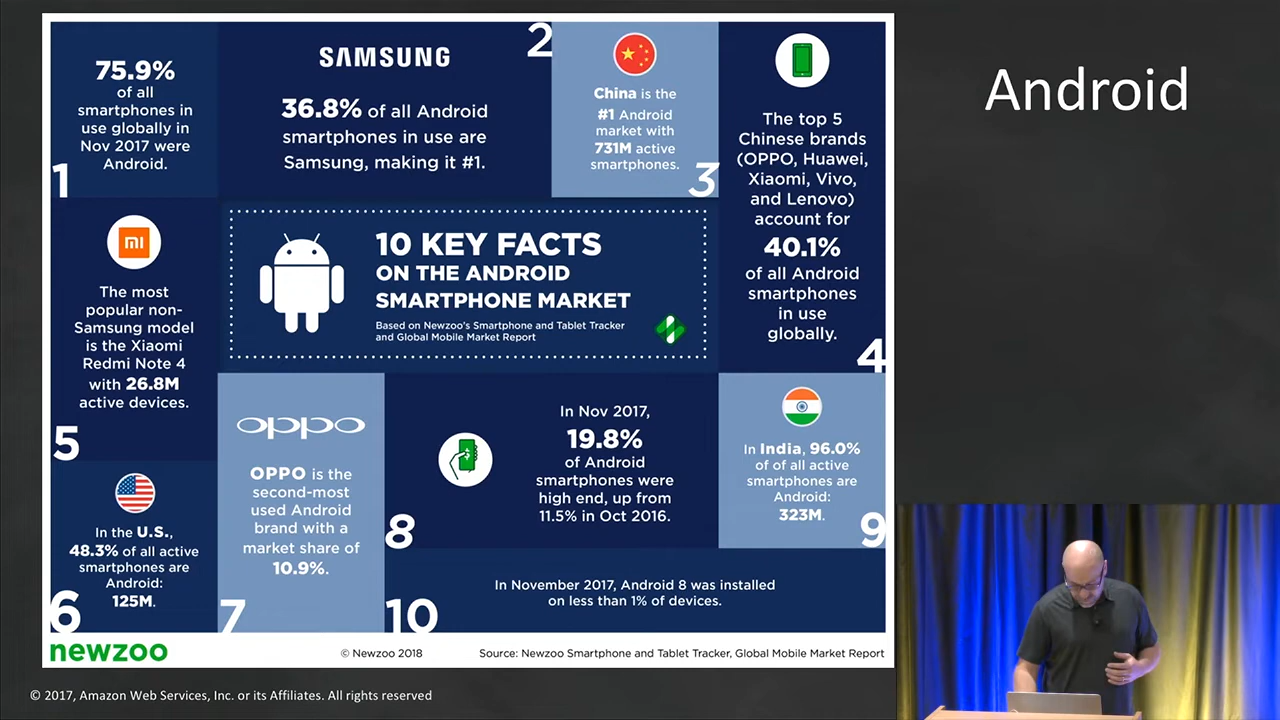 Android
75.9%
of all
smartphones in
use globally in
Nov 2017 were
Android.
1
SAMSUNG
36.8% of all Android
smartphones in use are
Samsung, making it #1.
2
China is the
#1 Android
market with
731M active
smartphones.
3
The top 5
Chinese brands
(OPPO, Huawei,
Xiaomi, Vivo,
and Lenovo)
account for
40.1%
of all Android
smartphones
in use
globally.
4
10 KEY FACTS
ON THE ANDROID
SMARTPHONE MARKET
Based on Newzoo's Smartphone and Tablet Tracker
and Global Mobile Market Report
mi
The most
popular non-
Samsung model
is the Xiaomi
Redmi Note 4
with 26.8M
active devices.
5
In the U.S.,
48.3% of all active
smartphones are
Android:
125M.
6
oppo
OPPO is the
second-most
used Android
brand with a
market share of
10.9%.
7
In Nov 2017,
19.8%
of Android
smartphones were
high end, up from
11.5% in Oct 2016.
8
In India, 96.0%
of of all active
smartphones are
Android:
323M.
9
In November 2017, Android 8 was installed
on less than 1% of devices.
10
newzoo
© Newzoo 2018
Source: Newzoo Smartphone and Tablet Tracker, Global Mobile Market Report
© 2017, Amazon Web Services, Inc. or its Affiliates. All rights reserved